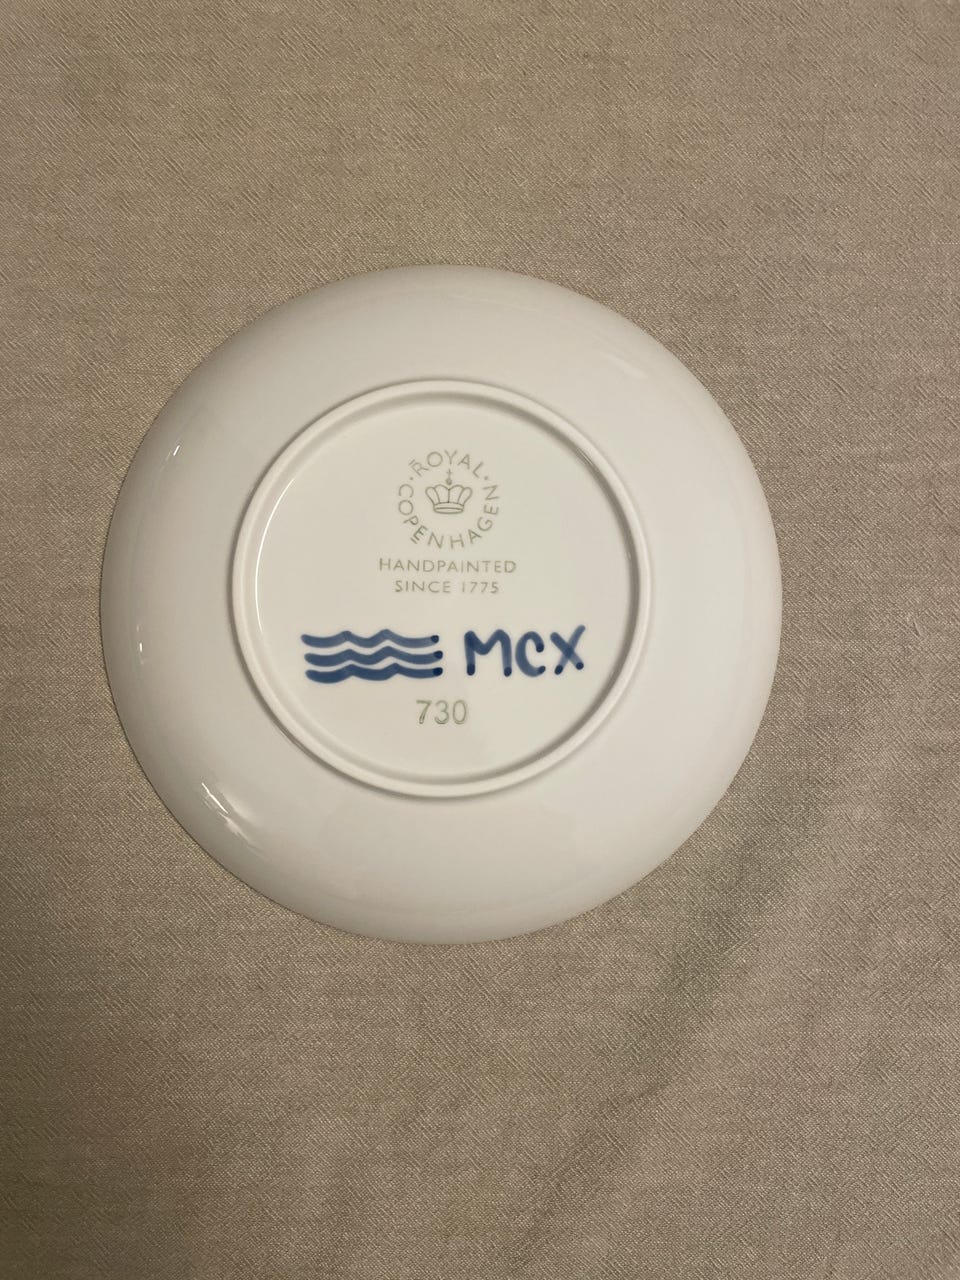 ROYAL
COPENHAGEN
HANDPAINTED
SINCE 1775
MCX
730